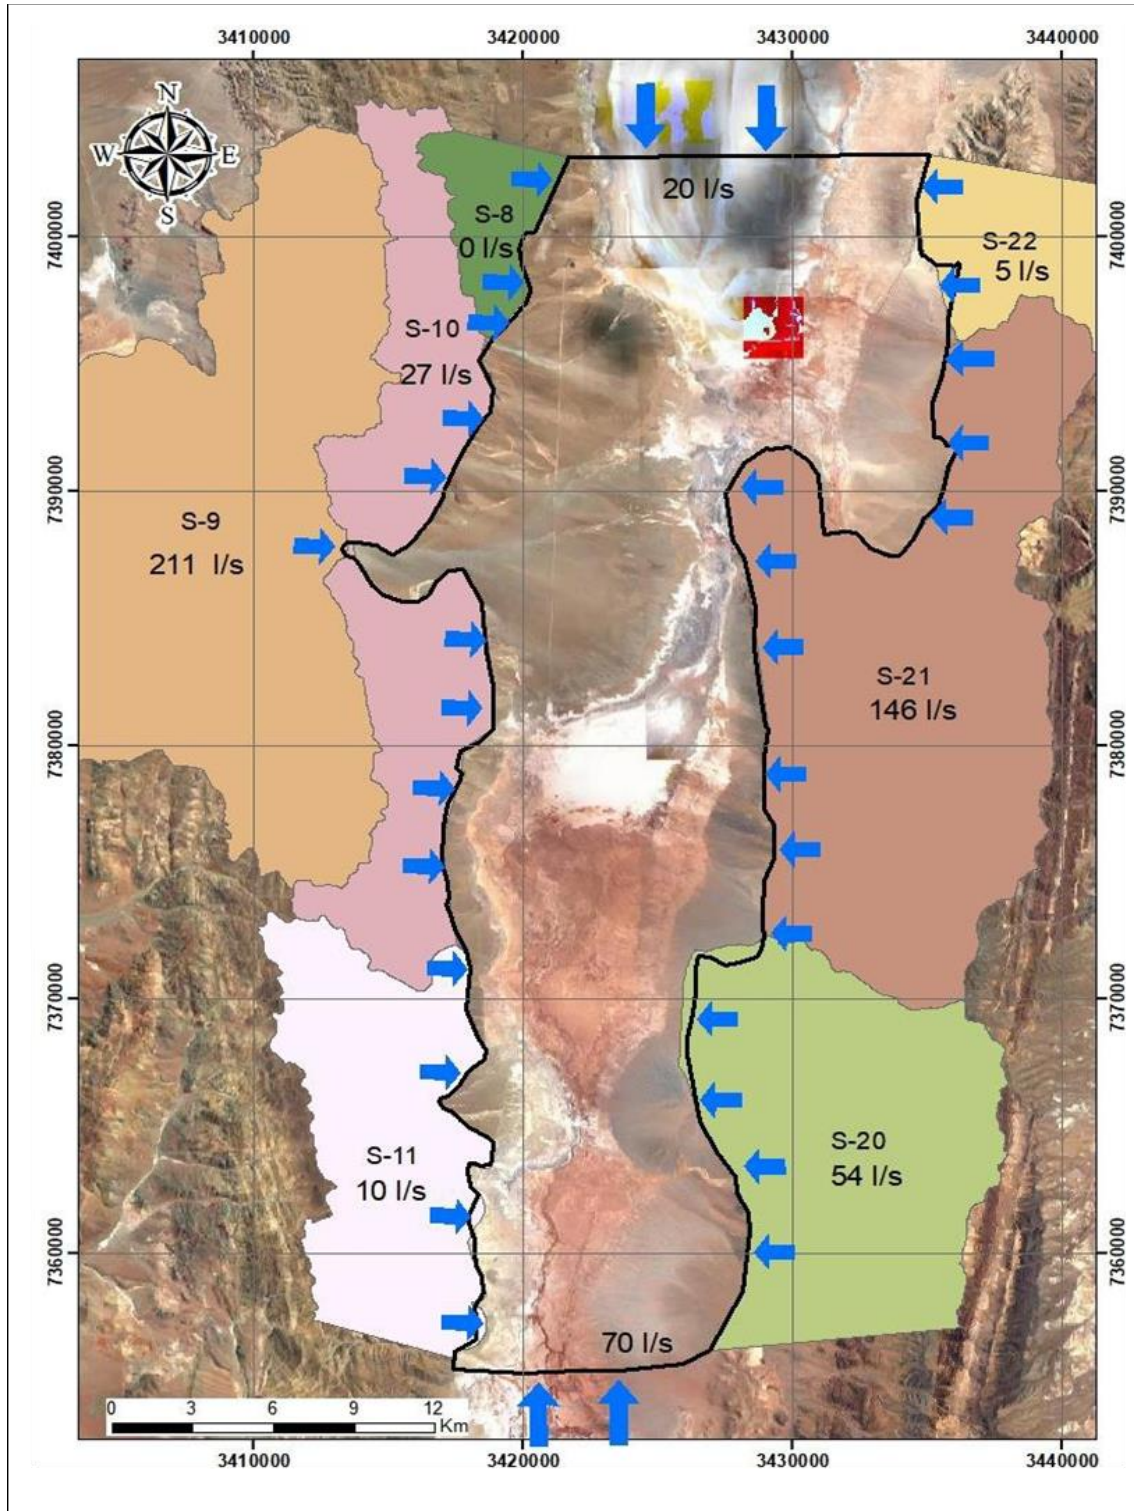 3410000 3420000 3430000 3440000
N
W E
S
20 l/s
S-8
0 l/s
S-22
5 l/s
7400000 7400000
S-10
27 l/s
7390000 7390000
S-9
211 l/s
S-21
146 l/s
7380000 7380000
7370000 7370000
S-20
54 l/s
S-11
10 l/s
7360000 7360000
70 l/s
0 3 6 9 12
Km
3410000 3420000 3430000 3440000